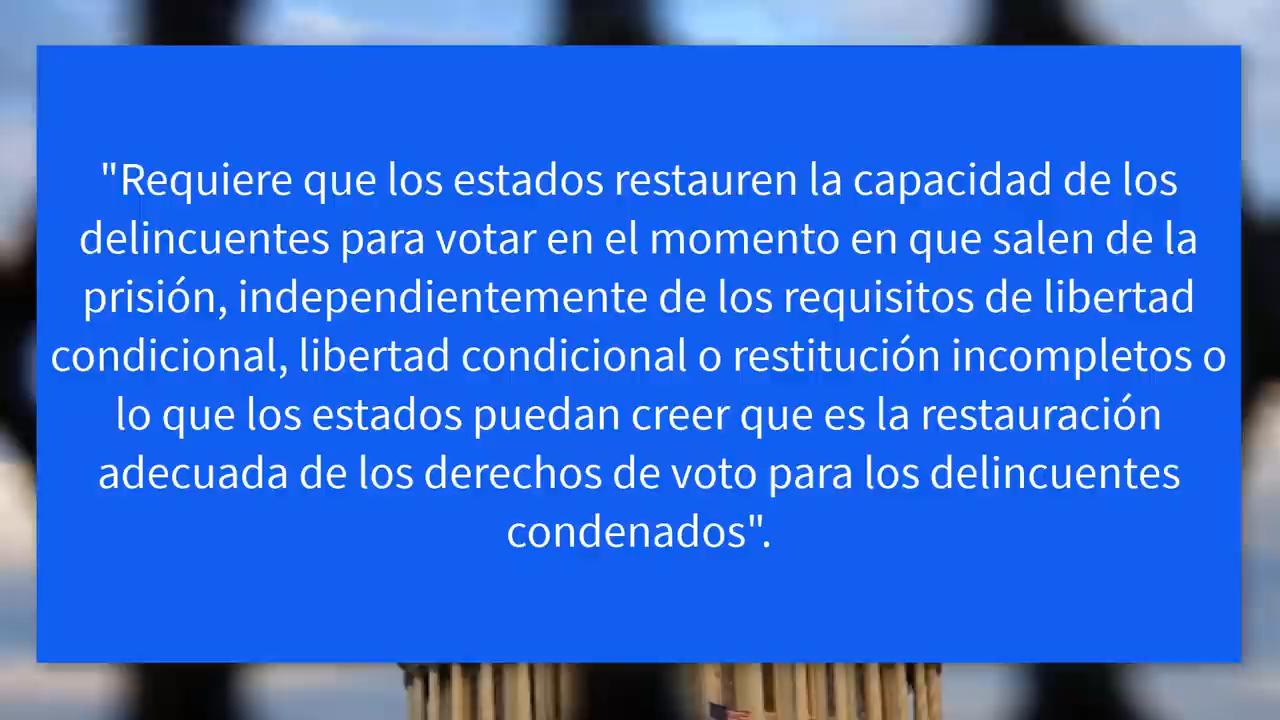 "Requiere que los estados restauren la capacidad de los
delincuentes para votar en el momento en que salen de la
prisión, independientemente de los requisitos de libertad
condicional, libertad condicional o restitución incompletos o
lo que los estados puedan creer que es la restauración
adecuada de los derechos de voto para los delincuentes
condenados".